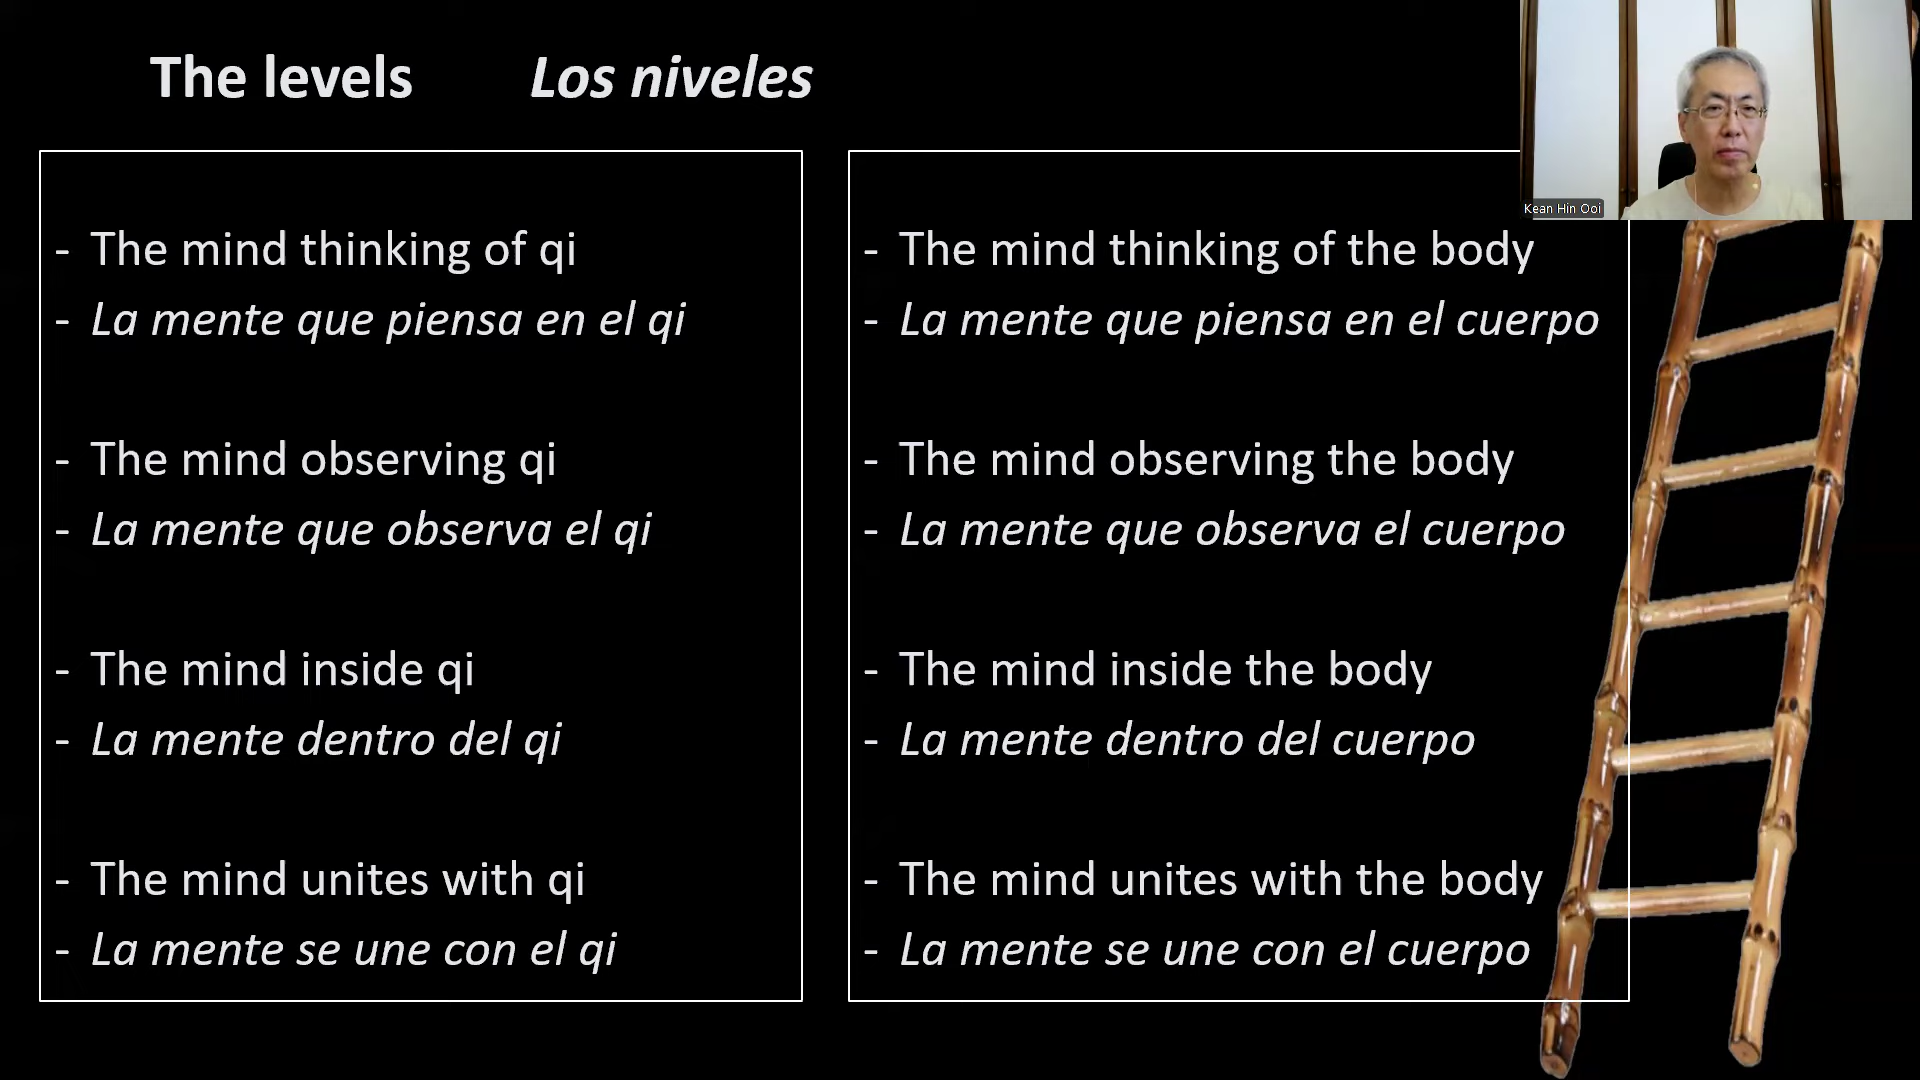 The levels Los niveles
- The mind thinking of qi
- La mente que piensa en el qi
- The mind observing qi
- La mente que observa el qi
- The mind inside qi
- La mente dentro del qi
- The mind unites with qi
- La mente se une con el qi
- The mind thinking of the body
- La mente que piensa en el cuerpo
- The mind observing the body
- La mente que observa el cuerpo
- The mind inside the body
- La mente dentro del cuerpo
- The mind unites with the body
- La mente se une con el cuerpo
Kean Hin Ooi